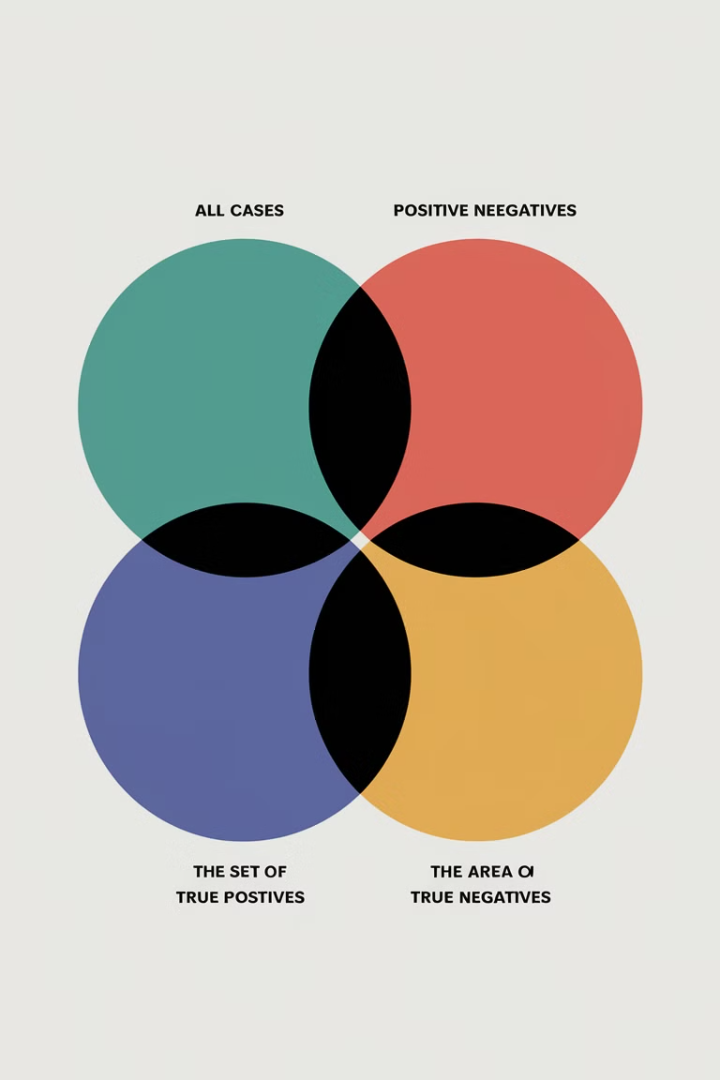 ALL CASES
POSITIVE NEEGATIVES
THE SET OF
TRUE POSTIVES
THE AREA
TRUE NEGATIVES